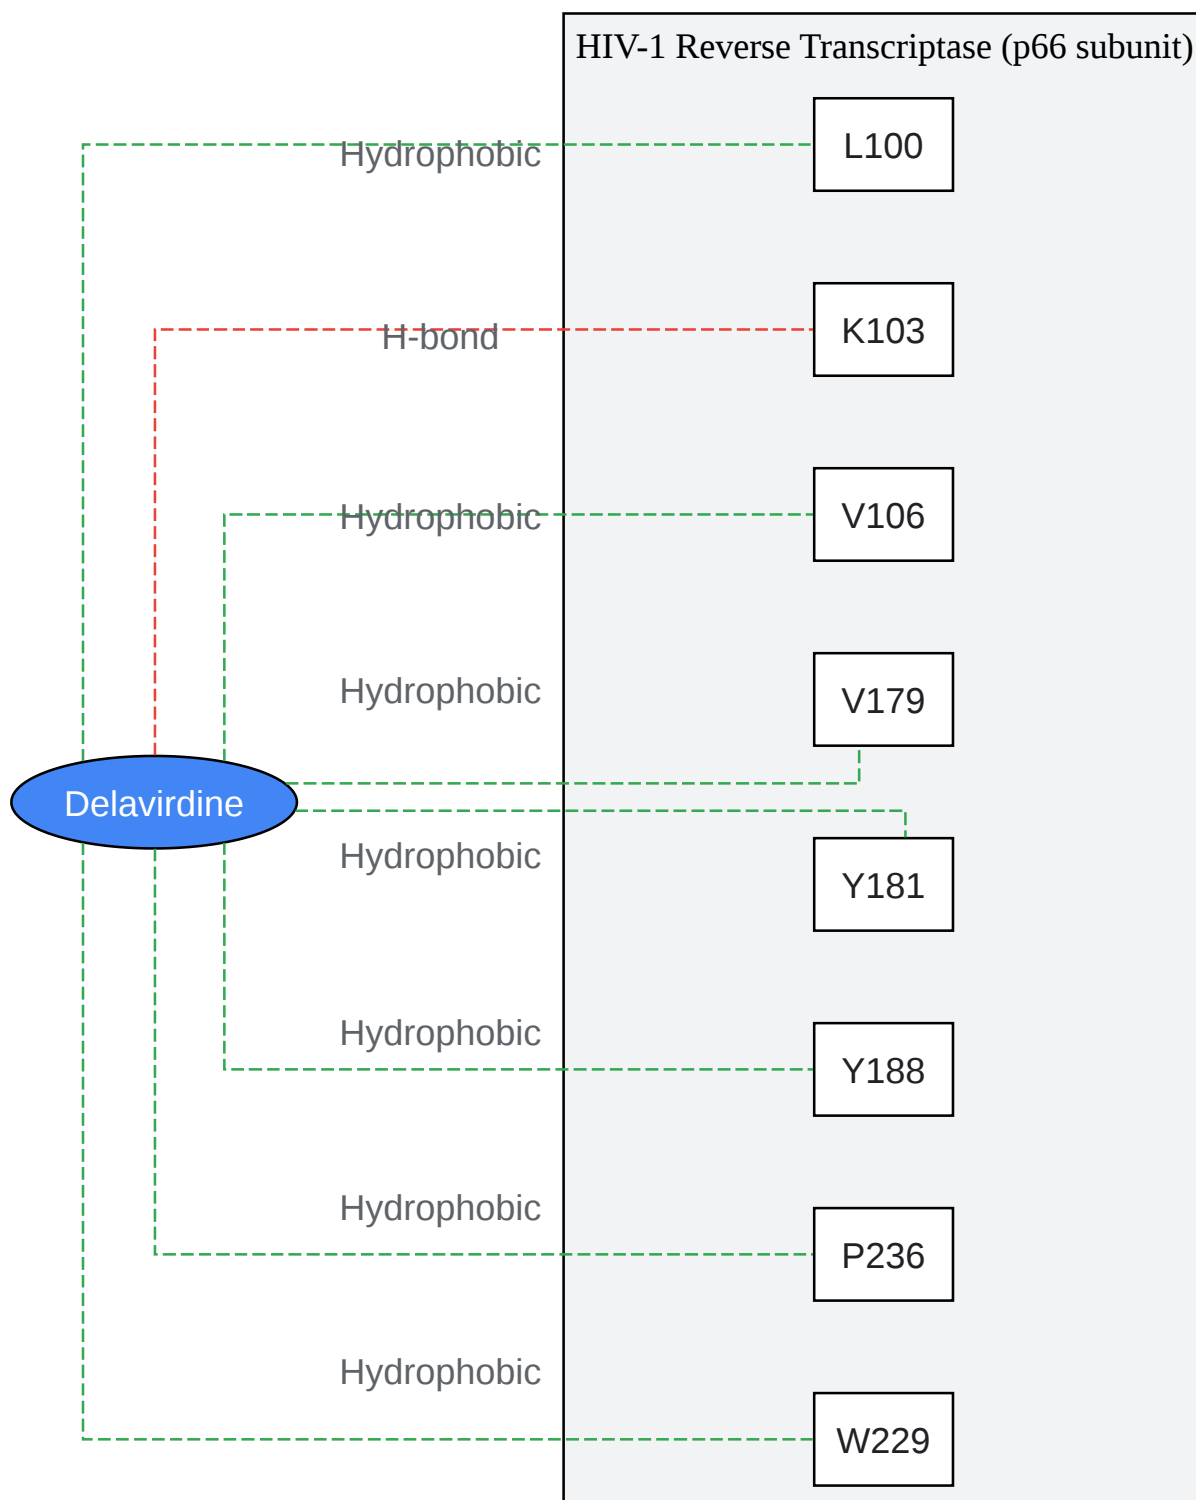 HIV-1 Reverse Transcriptase (p66 subunit)
Hydrophobic
L100
H-bond
K103
Hydrophobic
V106
Hydrophobic
V179
Delavirdine
Hydrophobic
Y181
Hydrophobic
Y188
Hydrophobic
P236
Hydrophobic
W229